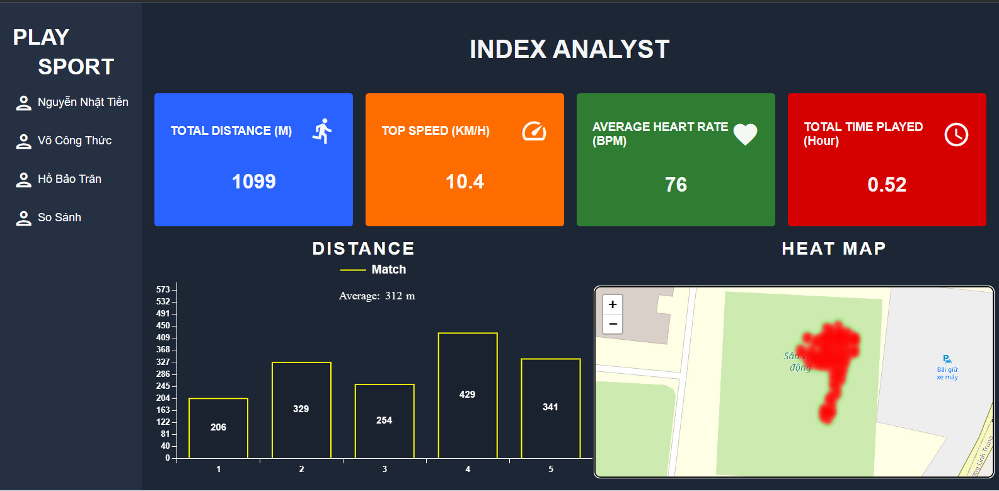 PLAY
SPORT
Nguyễn Nhật Tiến
Võ Công Thức
Hồ Bảo Trân
So Sánh
INDEX ANALYST
TOTAL DISTANCE (M)
1099
TOP SPEED (KM/H)
10.4
AVERAGE HEART RATE
(BPM)
76
TOTAL TIME PLAYED
(Hour)
0.52
DISTANCE
Match
Average: 312 m
573
532
491
450
409
368
327
286
245
204
163
122
81
40
0
206
329
254
429
341
1
2
3
4
5
HEAT MAP
+
−
Sân
động
Bãi giữ
xe máy
Linh Trung